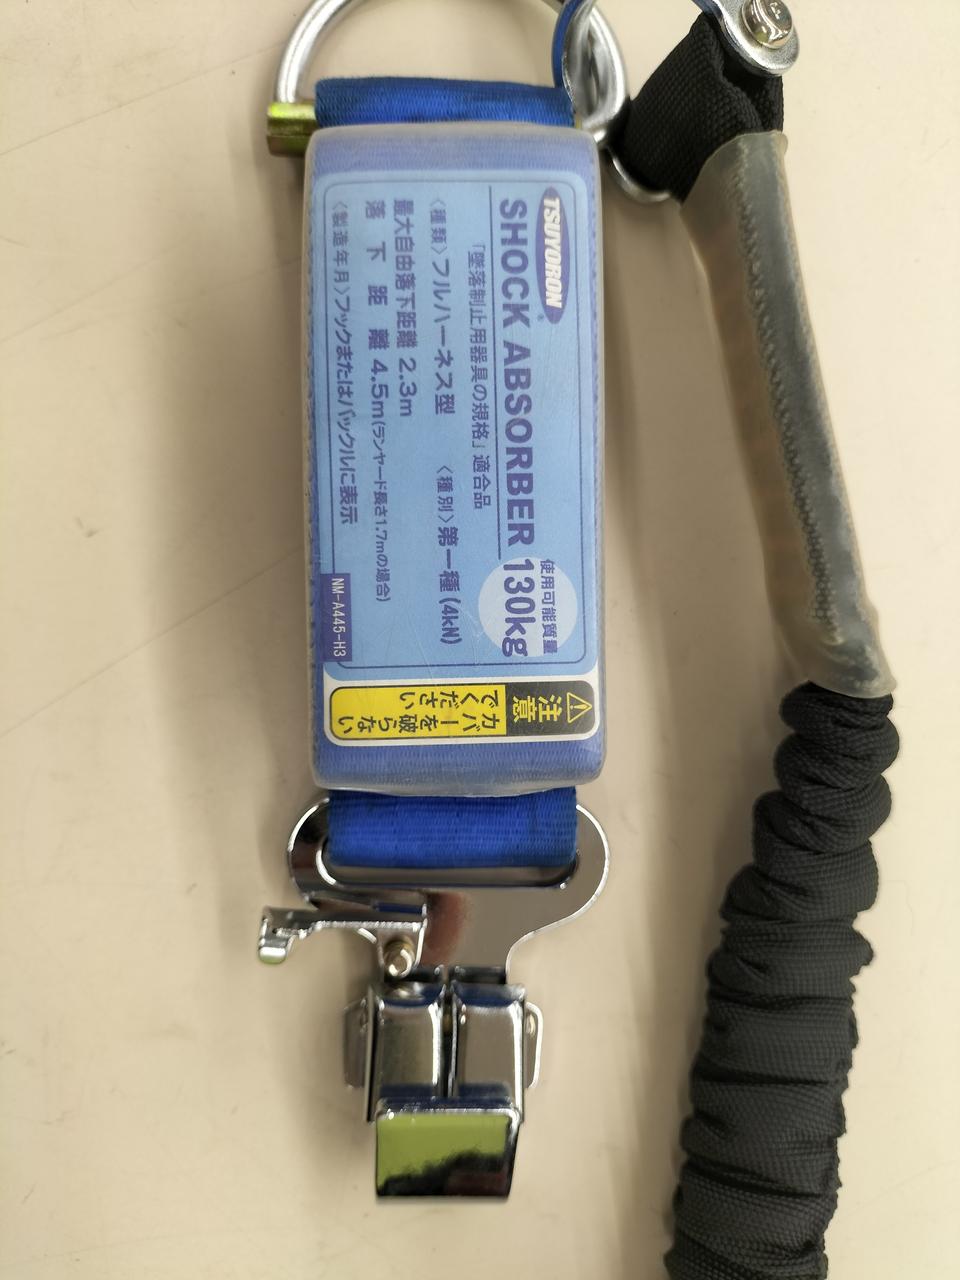 TSUYORON
SHOCK ABSORBER
使用可能質量
130kg
「墜落制止用器具の規格」適合品
〈種類〉フルハーネス型 〈種別〉第一種(4kN)
最大自由落下距離 2.3m
落下距離 4.5m(ランヤード長さ1.7mの場合)
〈製造年月〉フックまたはバックルに表示
NM-A445-H3
注意
カバーを破らない
でください